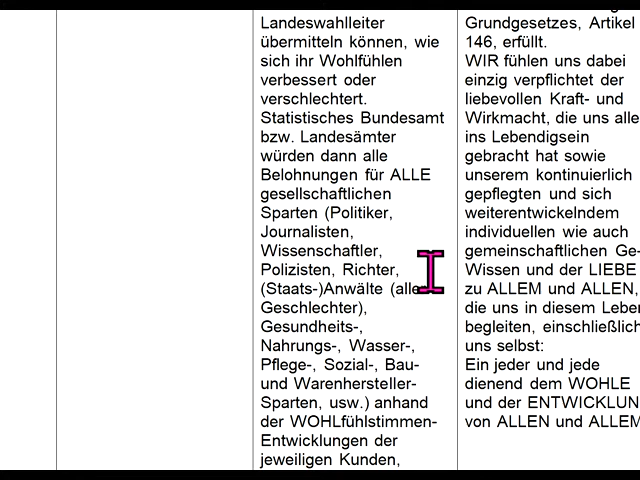 Landeswahlleiter
übermitteln können, wie
sich ihr Wohlfühlen
verbessert oder
verschlechtert.
Statistisches Bundesamt
bzw. Landesämter
würden dann alle
Belohnungen für ALLE
gesellschaftlichen
Sparten (Politiker,
Journalisten,
Wissenschaftler,
Polizisten, Richter,
(Staats-)Anwälte (aller
Geschlechter),
Gesundheits-,
Nahrungs-, Wasser-,
Pflege-, Sozial-, Bau-
und Warenhersteller-
Sparten, usw.) anhand
der WOHLfühlstimmen-
Entwicklungen der
jeweiligen Kunden,
Grundgesetzes, Artikel
146, erfüllt.
WIR fühlen uns dabei
einzig verpflichtet der
liebevollen Kraft- und
Wirkmacht, die uns alle
ins Lebendigsein
gebracht hat sowie
unserem kontinuierlich
gepflegten und sich
weiterentwickelndem
individuellen wie auch
gemeinschaftlichen Ge-
Wissen und der LIEBE
zu ALLEM und ALLEN,
die uns in diesem Leben
begleiten, einschließlich
uns selbst:
Ein jeder und jede
dienend dem WOHLE
und der ENTWICKLUN
von ALLEN und ALLEM